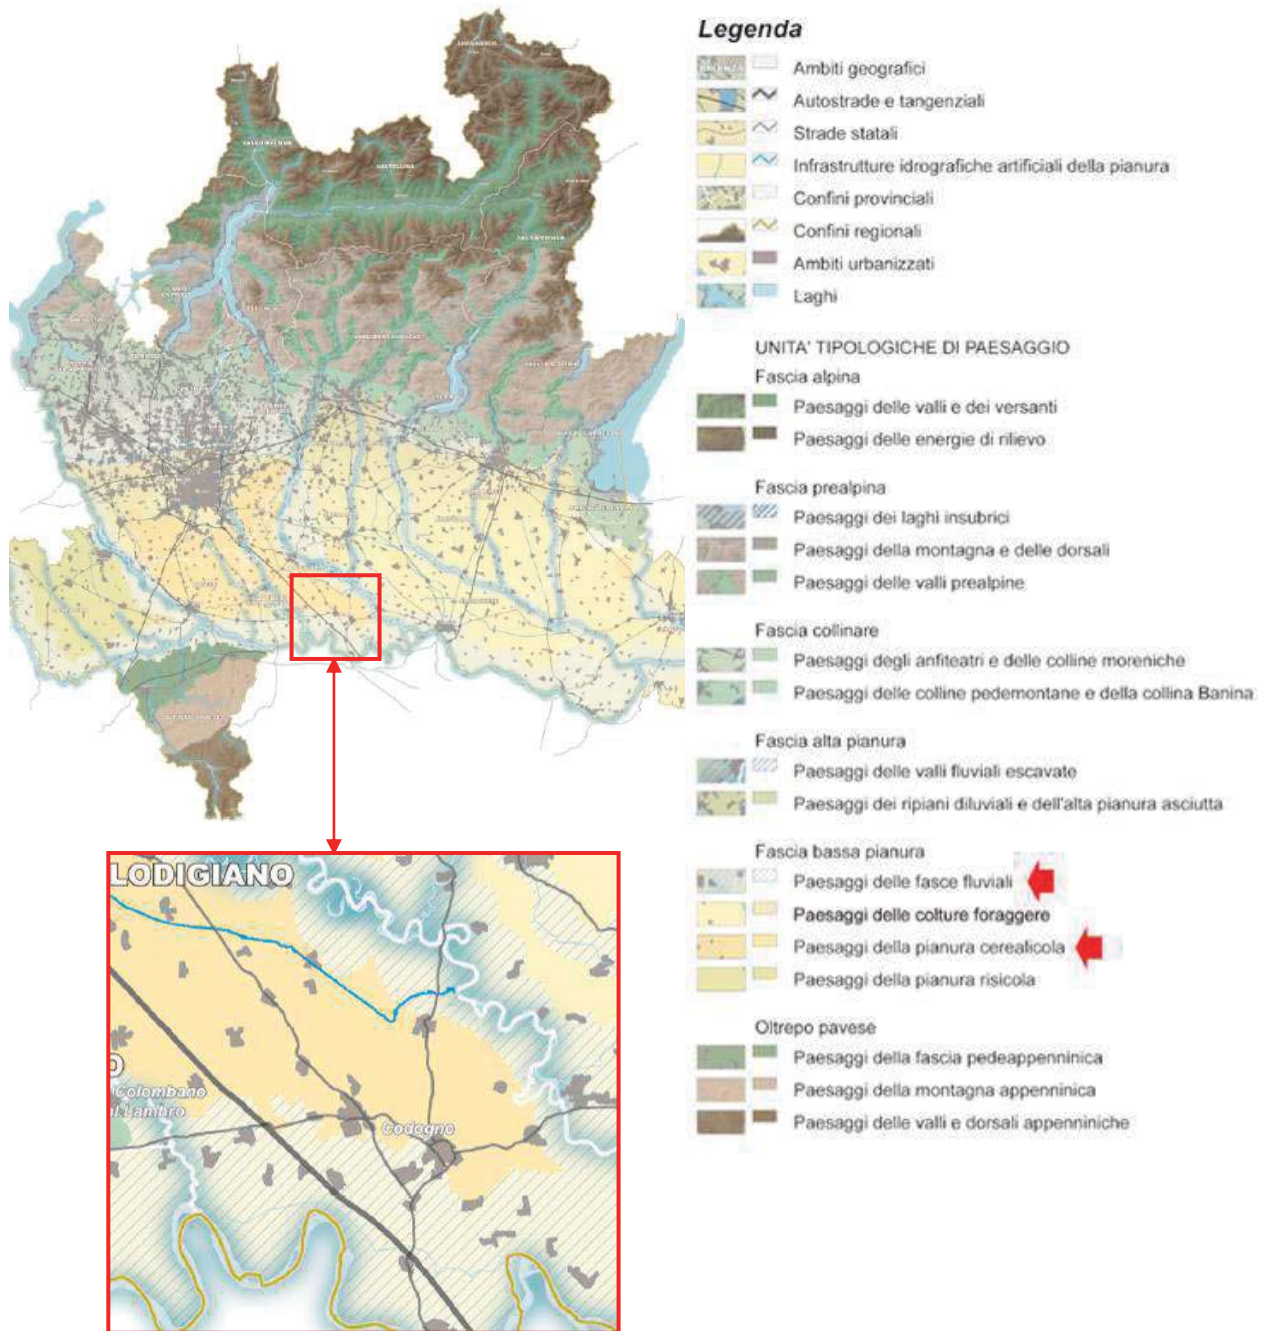 Legenda
Ambiti geografici
Autostrade e tangenziali
Strade statali
Infrastrutture idrografiche artificiali della pianura
Confini provinciali
Confini regionali
Ambiti urbanizzati
Laghi
UNITA' TIPOLOGICHE DI PAESAGGIO
Fascia alpina
Paesaggi delle valli e dei versanti
Paesaggi delle energie di rilievo
Fascia prealpina
Paesaggi dei laghi insubrici
Paesaggi della montagna e delle dorsali
Paesaggi delle valli prealpine
Fascia collinare
Paesaggi degli anfiteatri e delle colline moreniche
Paesaggi delle colline pedemontane e della collina Banina
Fascia alta pianura
Paesaggi delle valli fluviali escavate
Paesaggi dei ripiani diluviali e dell'alta pianura asciutta
Fascia bassa pianura
Paesaggi delle fasce fluviali
Paesaggi delle colture foraggere
Paesaggi della pianura cerealicola
Paesaggi della pianura risicola
Oltrepo pavese
Paesaggi della fascia pedeappenninica
Paesaggi della montagna appenninica
Paesaggi delle valli e dorsali appenniniche
LODIGIANO
O
Colombano
al Lambro
Codogno